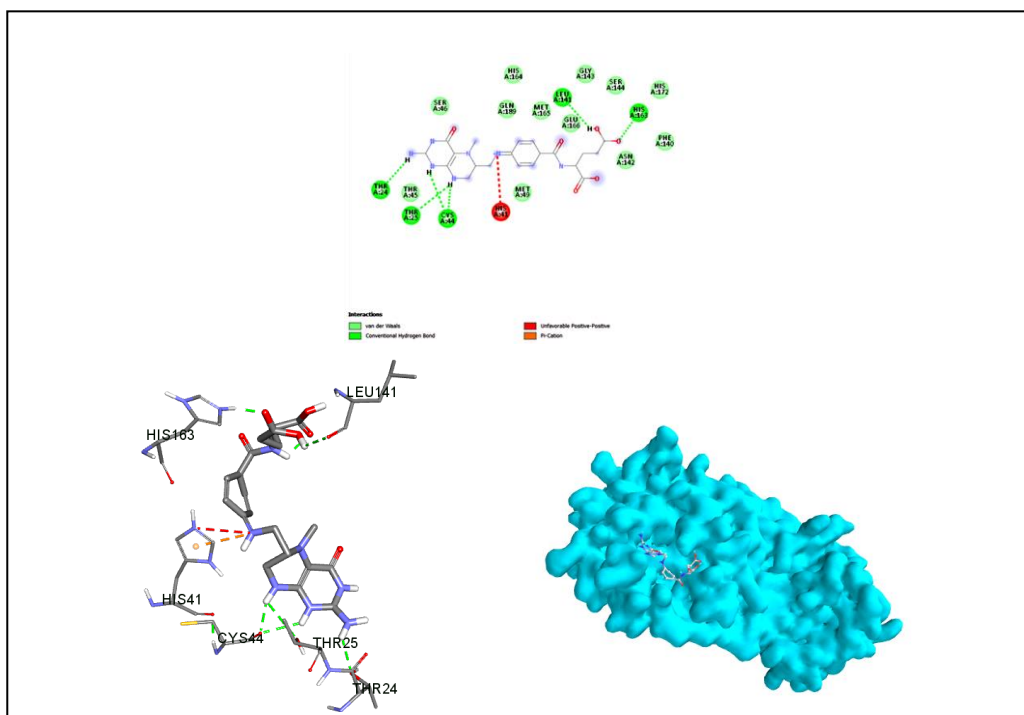 HIS
A:164
GLY
A:143
SER
A:144
HIS
A:172
LEU
A:141
SER
A:46
GLN
A:189
MET
A:165
GLU
A:166
HIS
A:163
PHE
A:140
ASN
A:142
H
O
O
N
N
O
H
THR
A:24
THR
A:45
H
H
MET
A:49
THR
A:25
CYS
A:44
HIS
A:41
Interactions
van der Waals
Conventional Hydrogen Bond
Unfavorable Positive-Positive
Pi-Cation
LEU141
HIS163
HIS41
CYS44
THR25
THR24